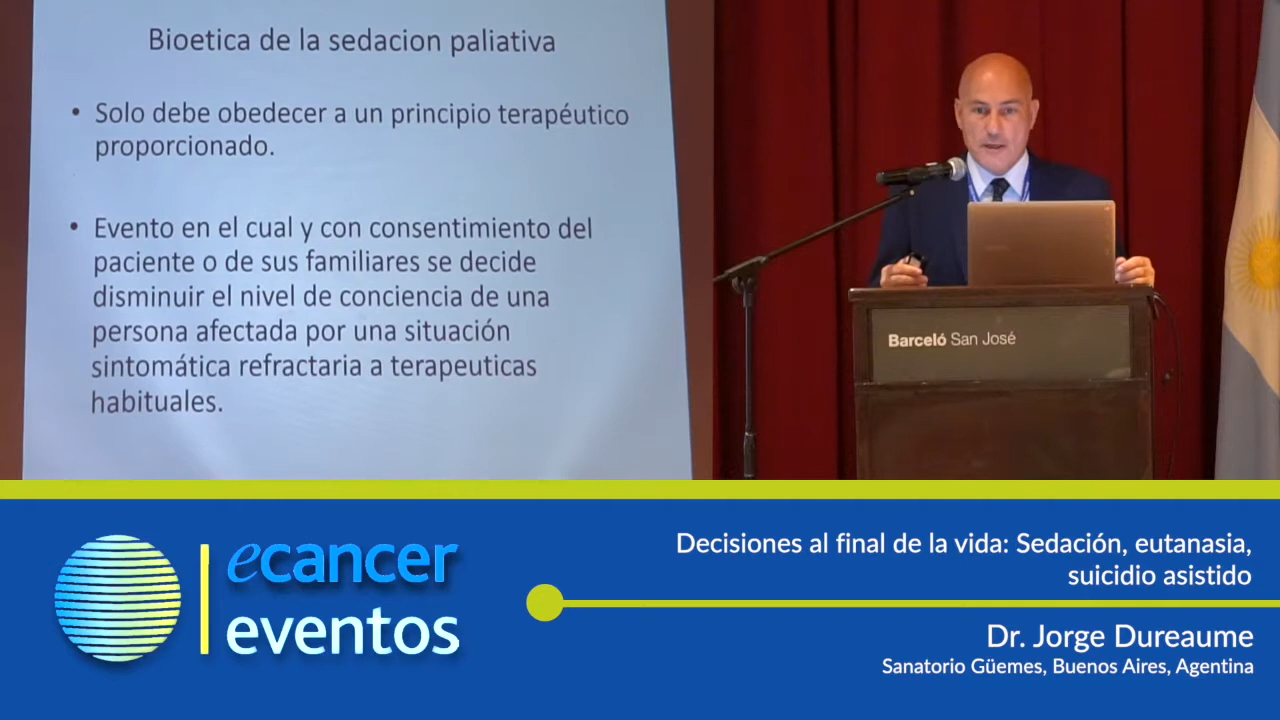 Bioetica de la sedacion paliativa
• Solo debe obedecer a un principio terapéutico
proporcionado.
• Evento en el cual y con consentimiento del
paciente o de sus familiares se decide
disminuir el nivel de conciencia de una
persona afectada por una situación
sintomática refractaria a terapeuticas
habituales.
Barceló San José
ecancer
eventos
Decisiones al final de la vida: Sedación, eutanasia,
suicidio asistido
Dr. Jorge Dureaume
Sanatorio Güemes, Buenos Aires, Agentina